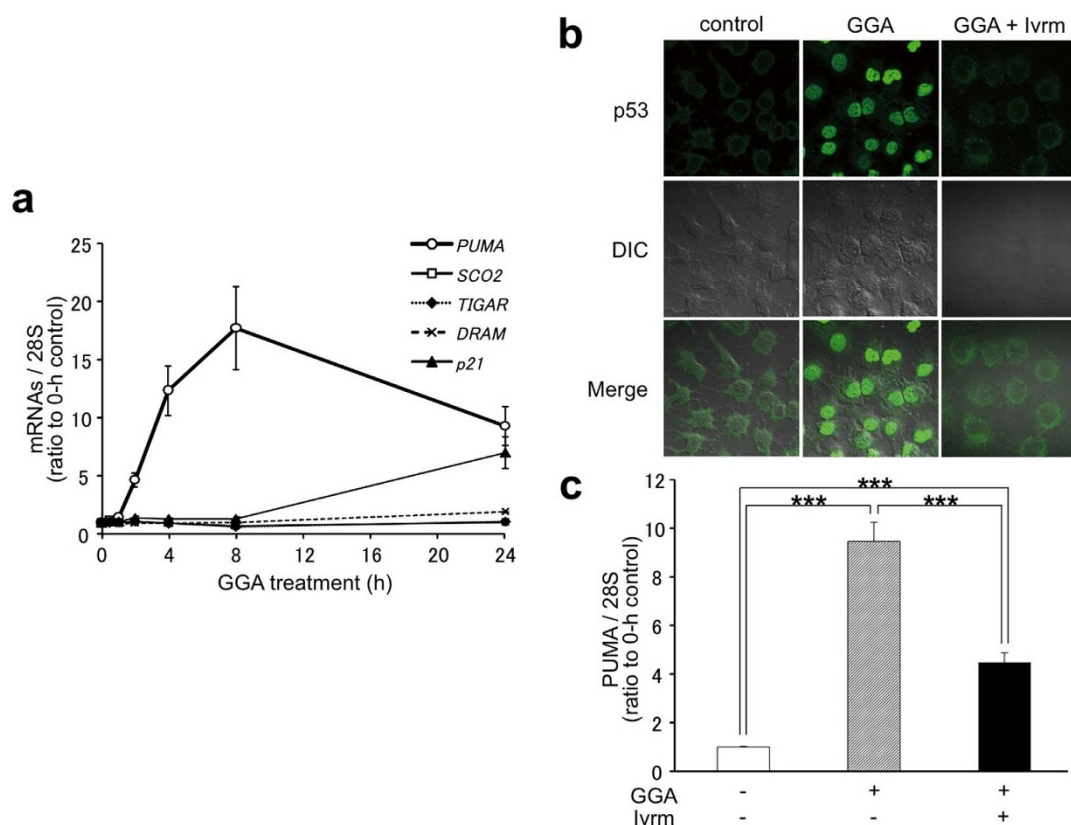 a
25
20
15
10
5
0
mRNAs / 28S
(ratio to 0-h control)
0 4 8 12 16 20 24
GGA treatment (h)
PUMA
SCO2
TIGAR
DRAM
p21
b
control GGA GGA + Ivrm
p53
DIC
Merge
c
12
10
8
6
4
2
0
PUMA / 28S
(ratio to 0-h control)
***
*** ***
GGA - + +
Ivrm - - +